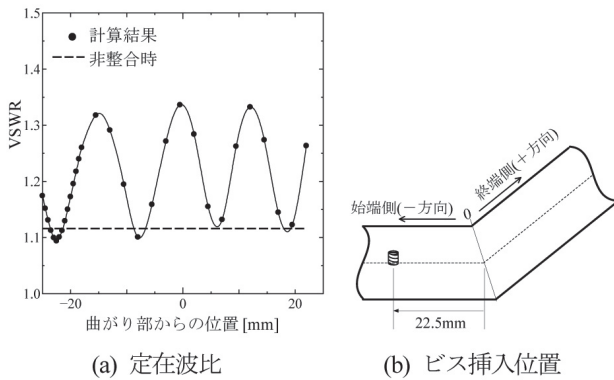 計算結果
非整合時
1.5
1.4
1.3
1.2
1.1
1.0
VSWR
−20
0
20
曲がり部からの位置 [mm]
(a) 定在波比
終端側(＋方向)
始端側(−方向)
0
22.5mm
(b) ビス挿入位置